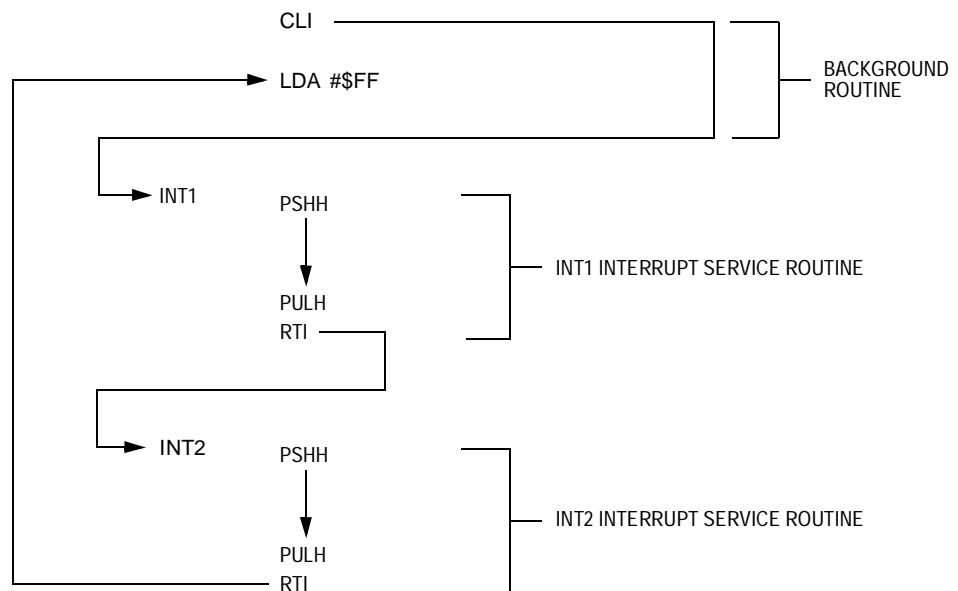 CLI
LDA #$FF
BACKGROUND
ROUTINE
INT1
PSHH
INT1 INTERRUPT SERVICE ROUTINE
PULH
RTI
INT2
PSHH
INT2 INTERRUPT SERVICE ROUTINE
PULH
RTI